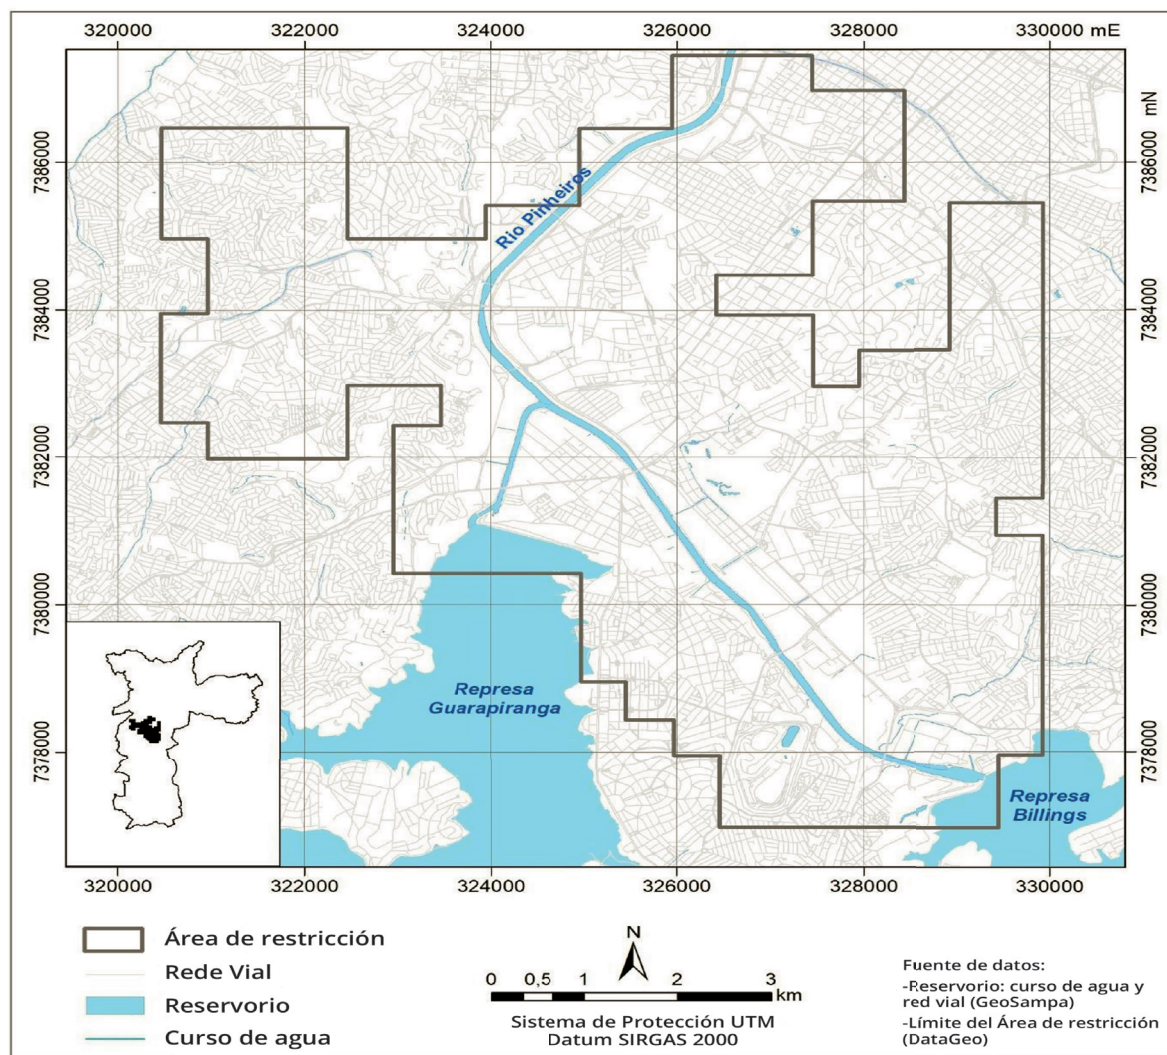 320000 322000 324000 326000 328000 330000 mE
mN
7386000 7386000
Rio Pinheiros
7384000 7384000
7382000 7382000
7380000 7380000
Represa
Guarapiranga
7378000 7378000
Represa
Billings
320000 322000 324000 326000 328000 330000
Área de restricción
Rede Vial
Reservorio
Curso de agua
N
0 0,5 1 2 3
km
Sistema de Protección UTM
Datum SIRGAS 2000
Fuente de datos:
-Reservorio: curso de agua y
red vial (GeoSampa)
-Límite del Área de restricción
(DataGeo)